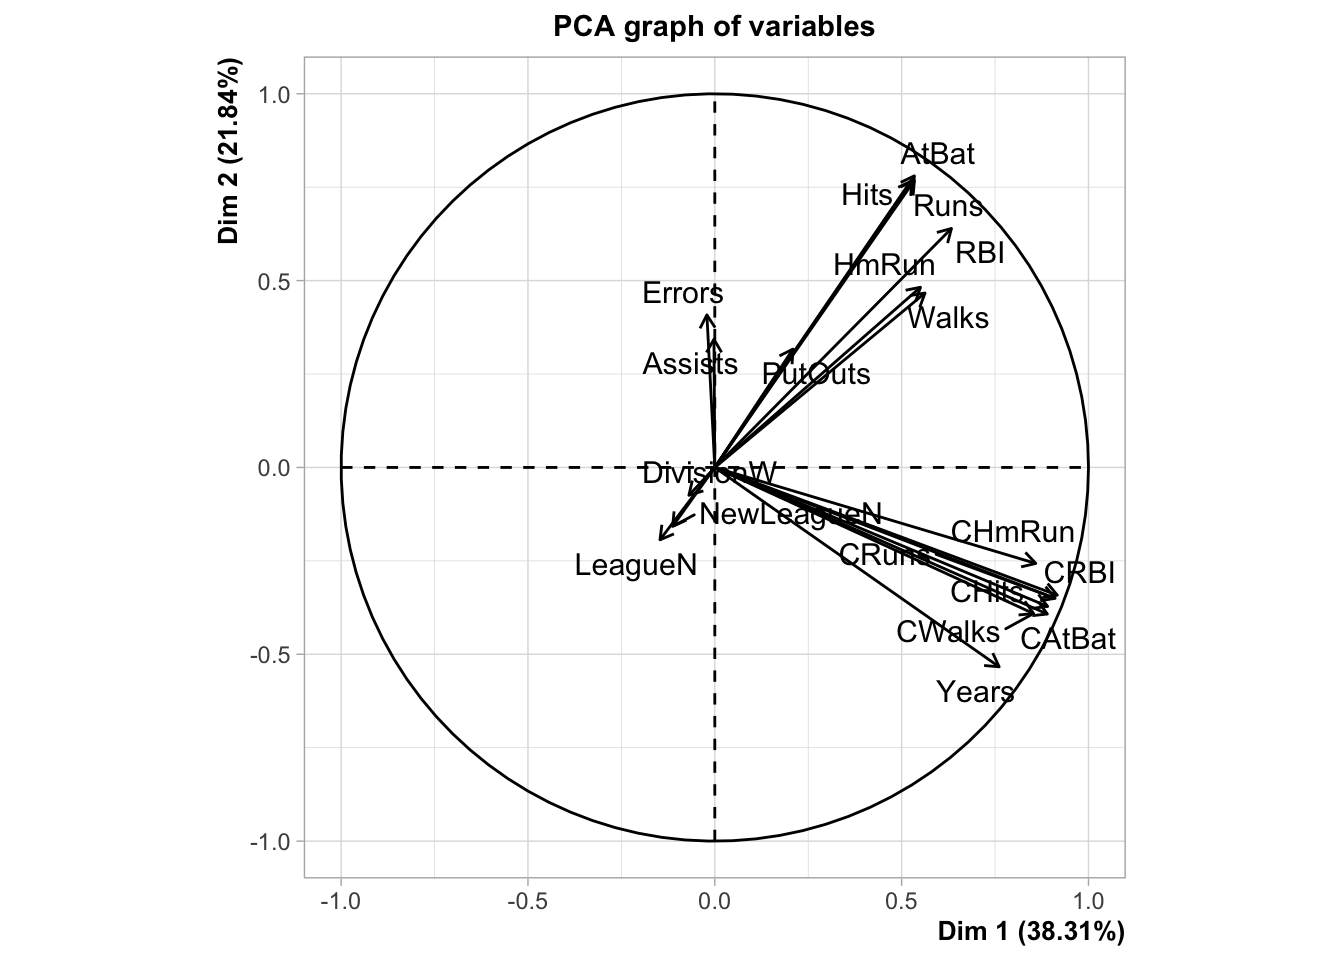 PCA graph of variables
Dim 2 (21.84%)
1.0
0.5
0.0
-0.5
-1.0
AtBat
Hits
Runs
RBI
HmRun
Walks
Errors
Assists
PutOuts
DivisionW
NewLeagueN
LeagueN
CHmRun
CRuns
CRBI
CHits
CWalks
CAtBat
Years
-1.0
-0.5
0.0
0.5
1.0
Dim 1 (38.31%)